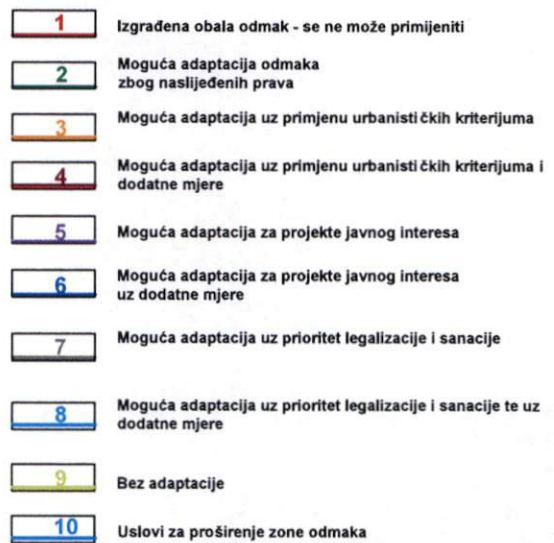 1 Izgrađena obala odmak - se ne može primijeniti
2 Moguća adaptacija odmaka
zbog naslijeđenih prava
3 Moguća adaptacija uz primjenu urbanističkih kriterijuma
4 Moguća adaptacija uz primjenu urbanističkih kriterijuma i
dodatne mjere
5 Moguća adaptacija za projekte javnog interesa
6 Moguća adaptacija za projekte javnog interesa
uz dodatne mjere
7 Moguća adaptacija uz prioritet legalizacije i sanacije
8 Moguća adaptacija uz prioritet legalizacije i sanacije te uz
dodatne mjere
9 Bez adaptacije
10 Uslovi za proširenje zone odmaka